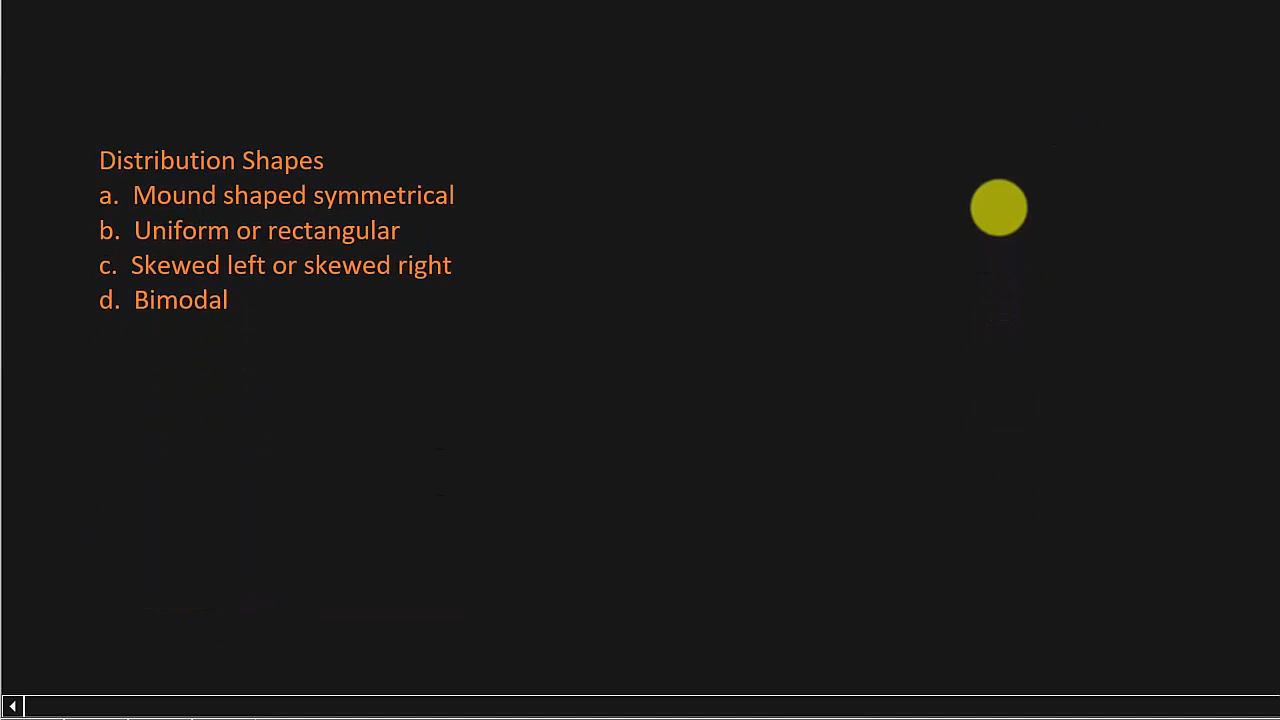 Distribution Shapes
a. Mound shaped symmetrical
b. Uniform or rectangular
c. Skewed left or skewed right
d. Bimodal